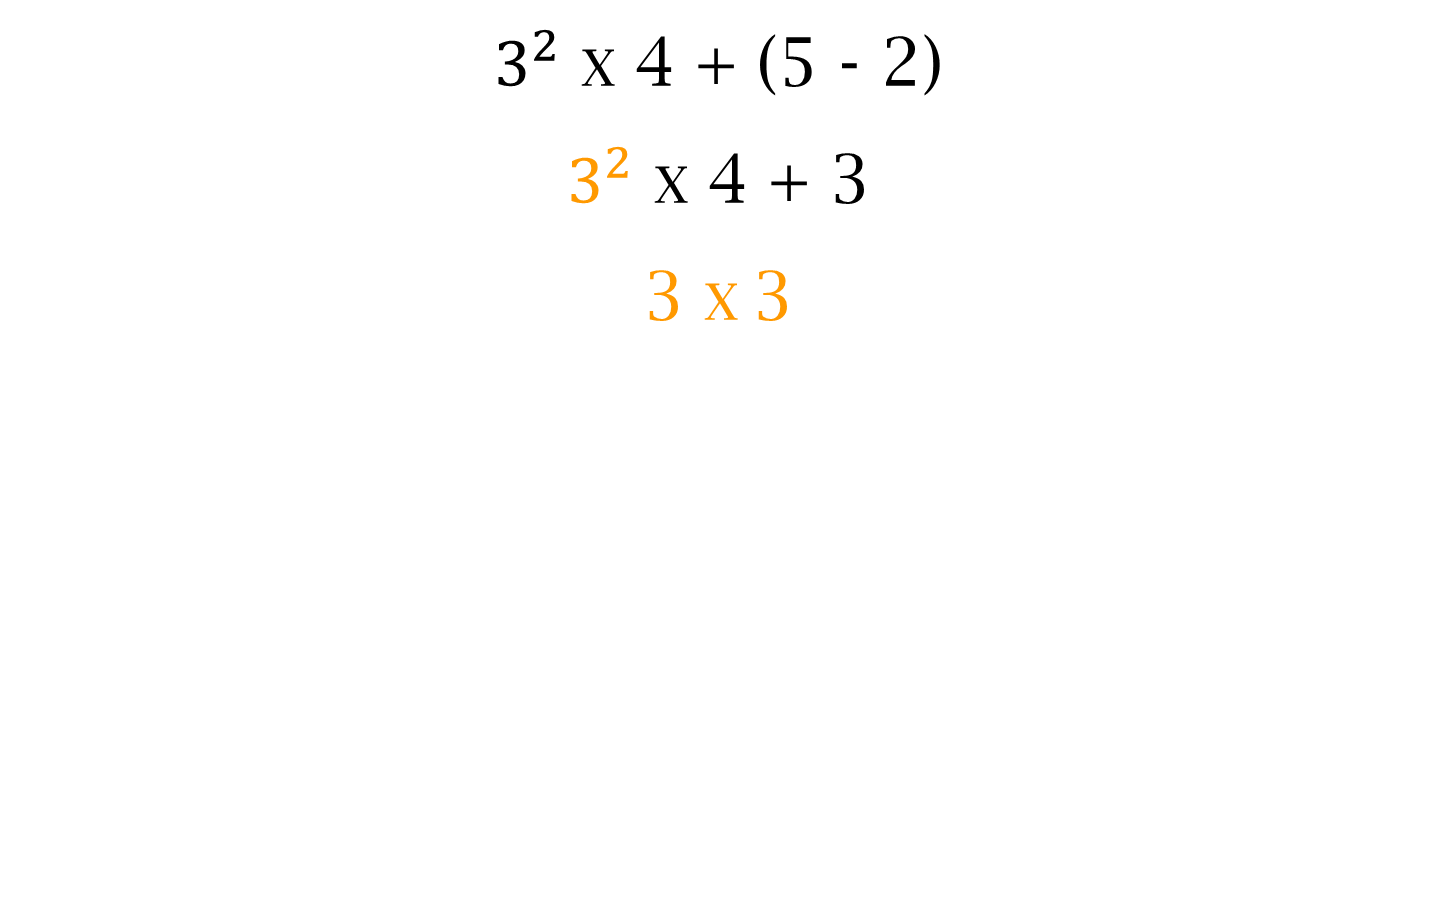 3² x 4 + (5 - 2)
3² x 4 + 3
3 x 3